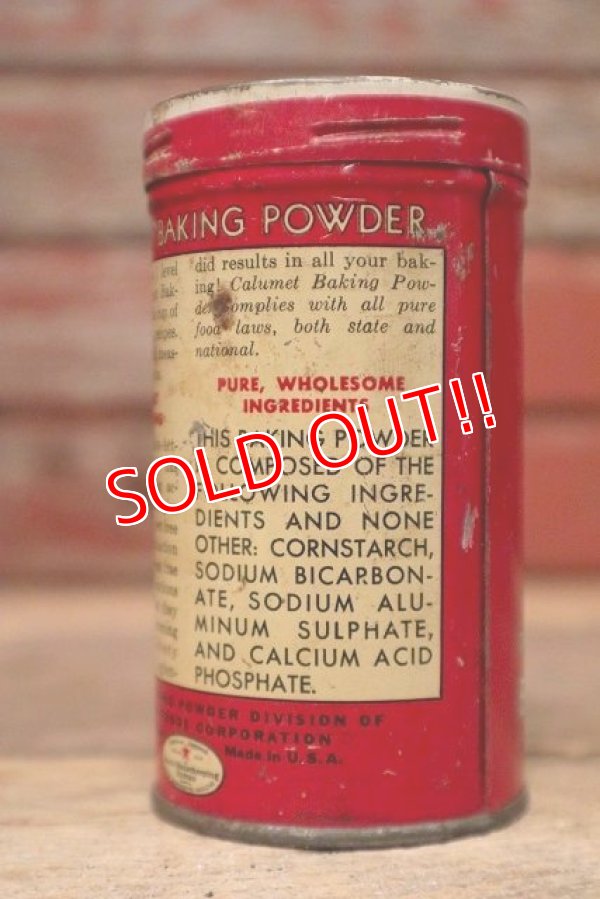 BAKING POWDER
level
did results in all your bak-
ing! Calumet Baking Pow-
der complies with all pure
food laws, both state and
national.
PURE, WHOLESOME
INGREDIENTS
THIS BAKING POWDER
COMPOSED OF THE
FOLLOWING INGRE-
DIENTS AND NONE
OTHER: CORNSTARCH,
SODIUM BICARBON-
ATE, SODIUM ALU-
MINUM SULPHATE,
AND CALCIUM ACID
PHOSPHATE.
POWDER DIVISION OF
CORPORATION
Made in U.S.A.
SOLD OUT!!